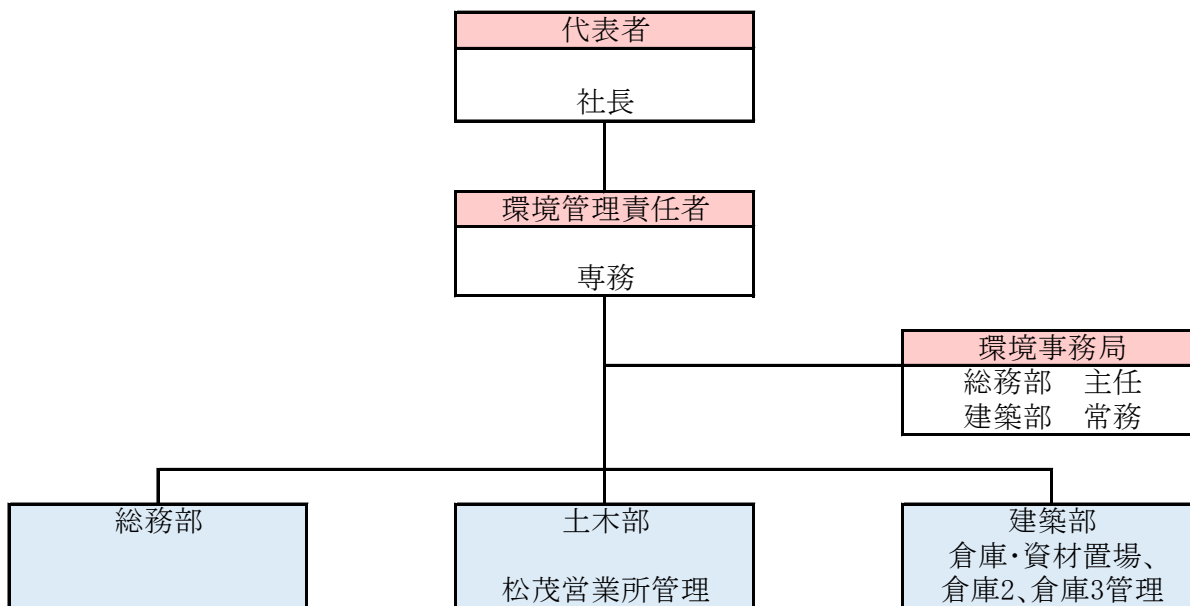 代表者
社長
環境管理責任者
専務
環境事務局
総務部　主任
建築部　常務
総務部
土木部
松茂営業所管理
建築部
倉庫・資材置場、
倉庫2、倉庫3管理